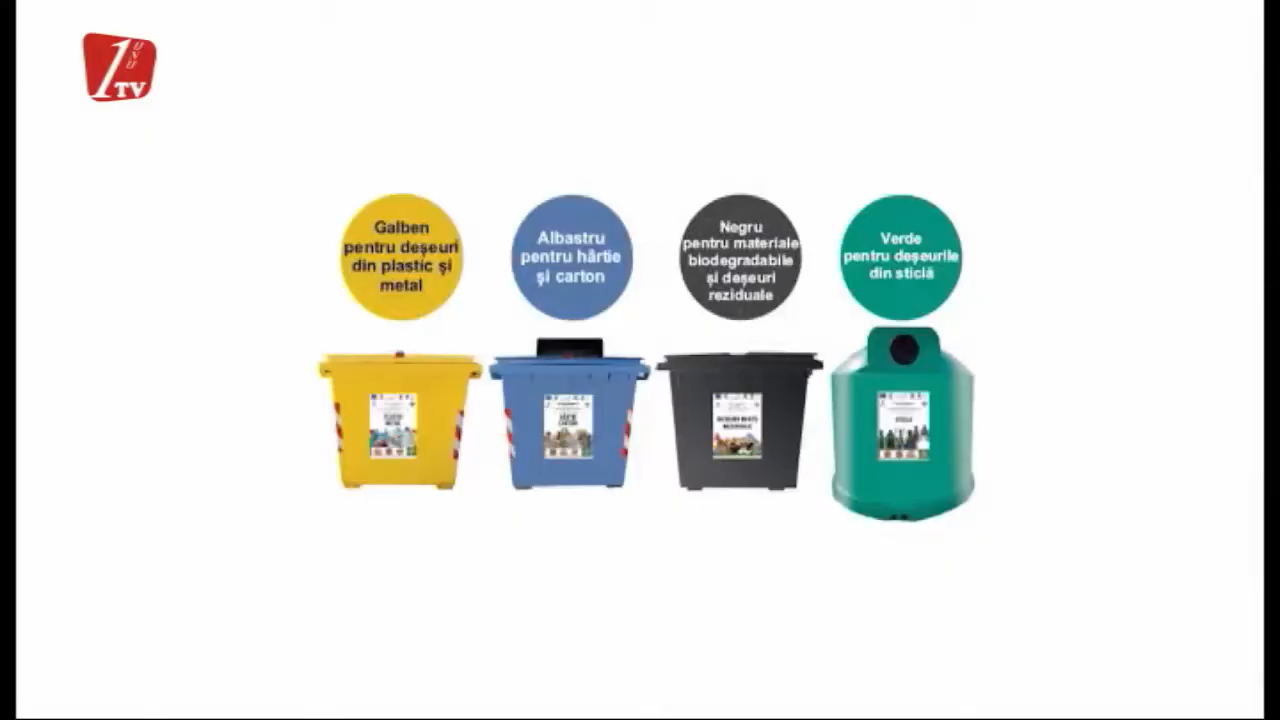 1
UNU
TV
Galben
pentru deșeuri
din plastic și
metal
Albastru
pentru hârtie
și carton
Negru
pentru materiale
biodegradabile
și deșeuri
reziduale
Verde
pentru deșeurile
din sticlă